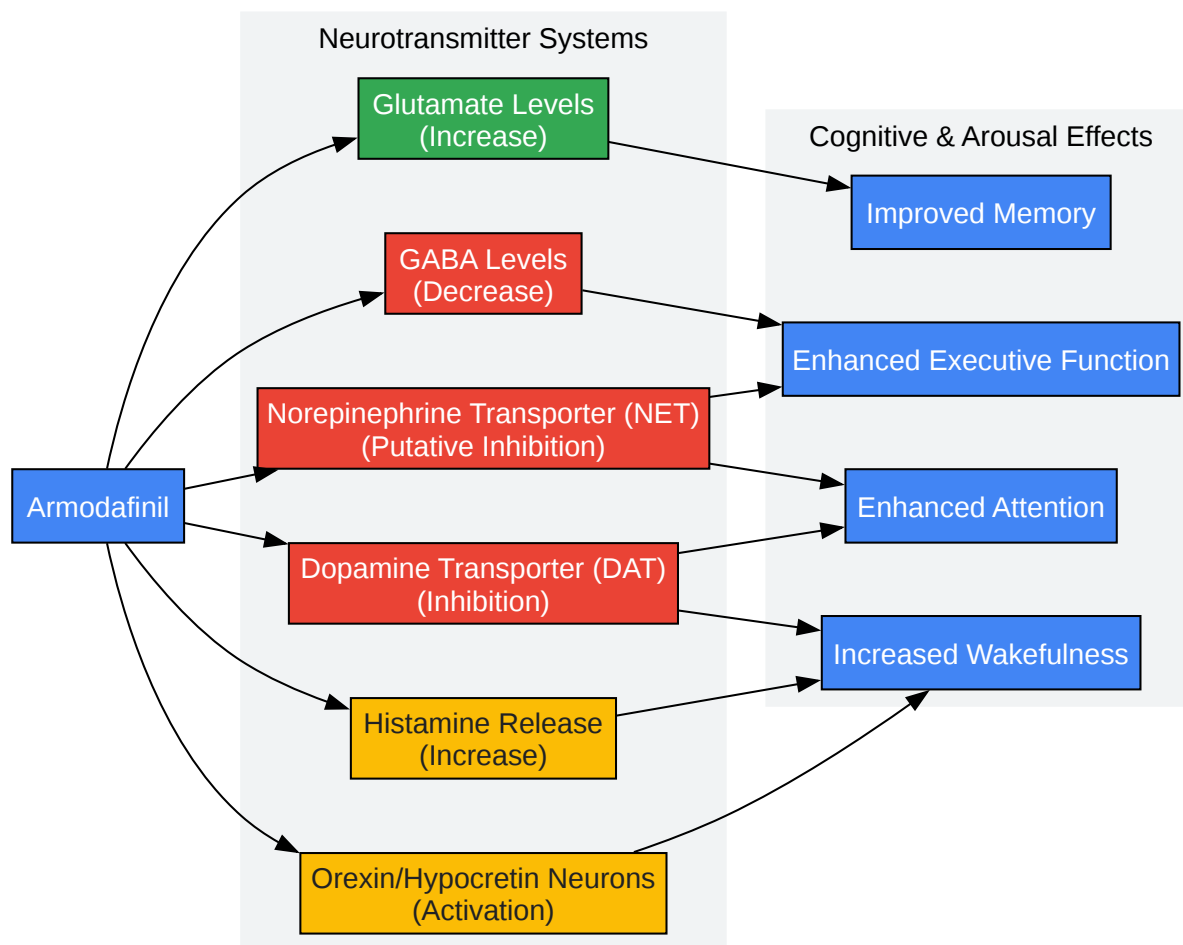 Neurotransmitter Systems
Glutamate Levels
(Increase)
GABA Levels
(Decrease)
Norepinephrine Transporter (NET)
(Putative Inhibition)
Armodafinil
Dopamine Transporter (DAT)
(Inhibition)
Histamine Release
(Increase)
Orexin/Hypocretin Neurons
(Activation)
Cognitive & Arousal Effects
Improved Memory
Enhanced Executive Function
Enhanced Attention
Increased Wakefulness